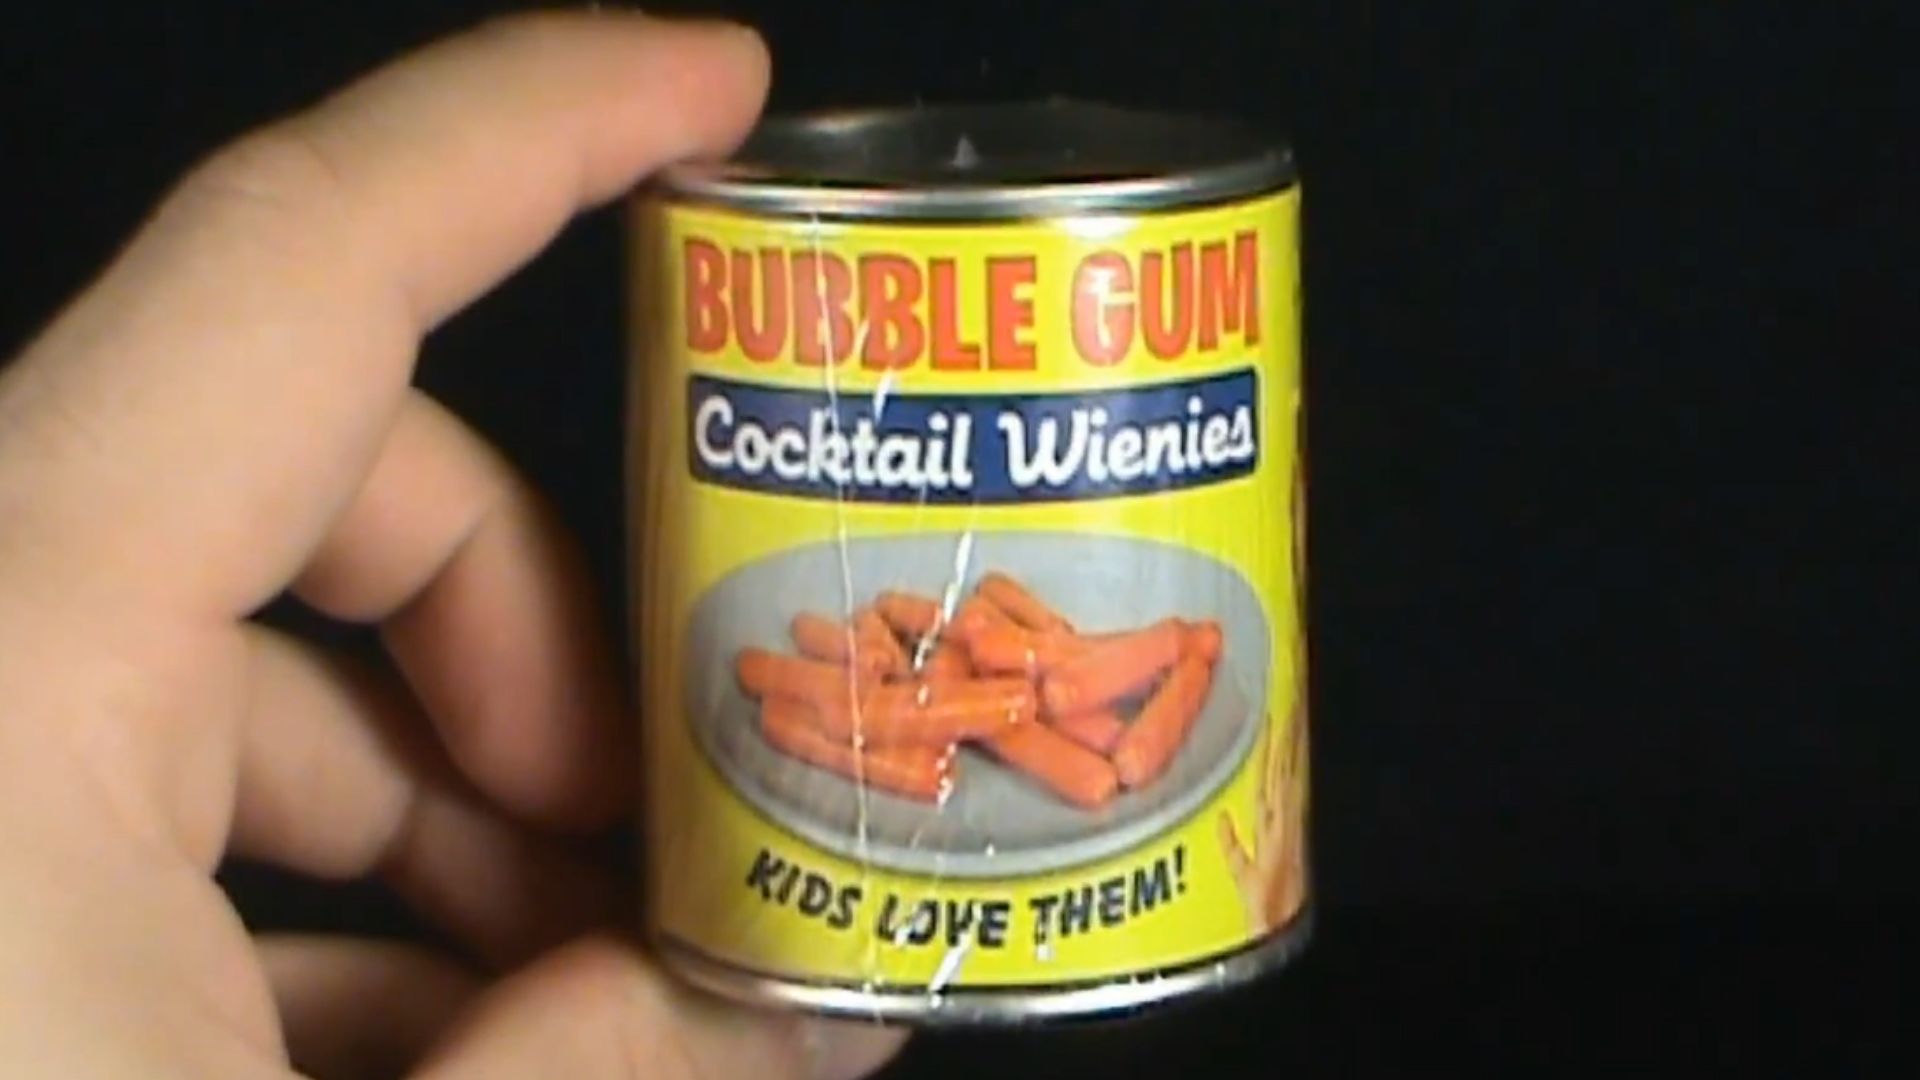 BUBBLE GUM
Cocktail Wienies
KIDS LOVE THEM!